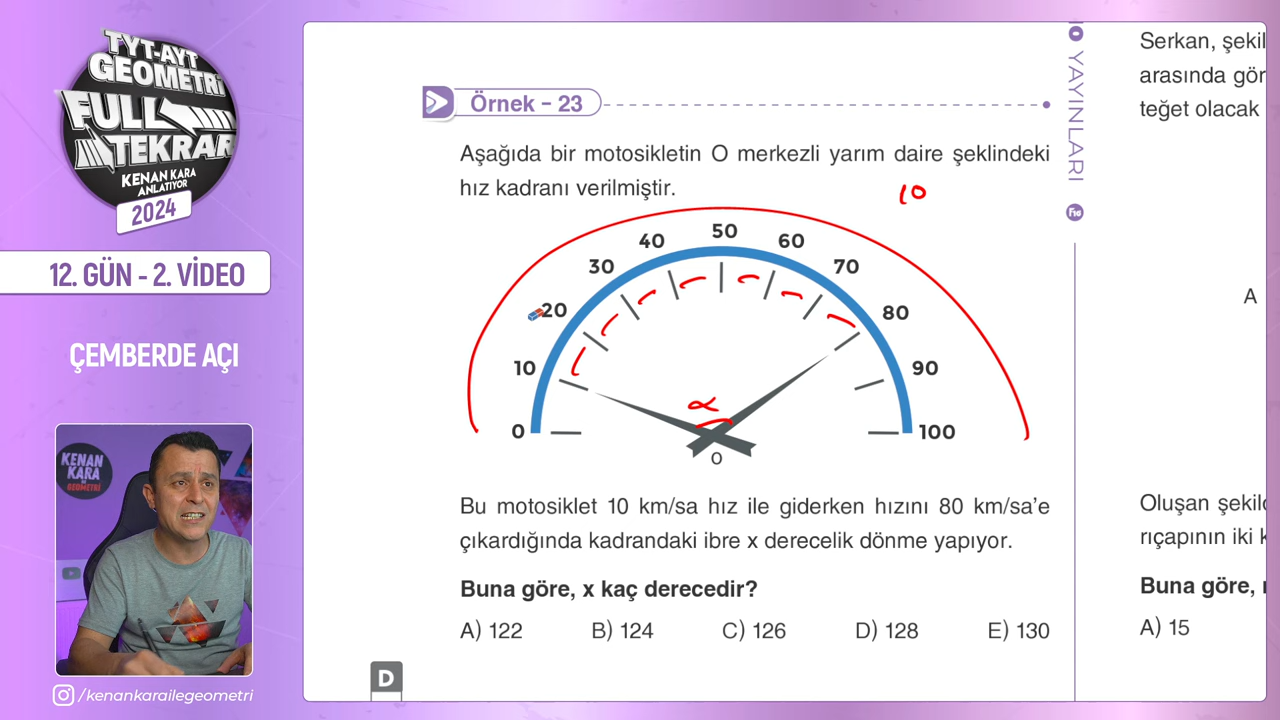 TYT-AYT
GEOMETRİ
FULL
TEKRAR
KENAN KARA
ANLATIYOR
2024
12. GÜN - 2. VİDEO
ÇEMBERDE AÇI
KENAN
KARA
GEOMETRİ
/kenankarailegeometri
Örnek – 23
Aşağıda bir motosikletin O merkezli yarım daire şeklindeki
hız kadranı verilmiştir.
10
0
10
20
30
40
50
60
70
80
90
100
α
O
Bu motosiklet 10 km/sa hız ile giderken hızını 80 km/sa’e
çıkardığında kadrandaki ibre x derecelik dönme yapıyor.
Buna göre, x kaç derecedir?
A) 122 B) 124 C) 126 D) 128 E) 130
D
YAYINLARI
Serkan, şekil
arasında gör
teğet olacak
A
Oluşan şekild
rıçapının iki k
Buna göre,
A) 15